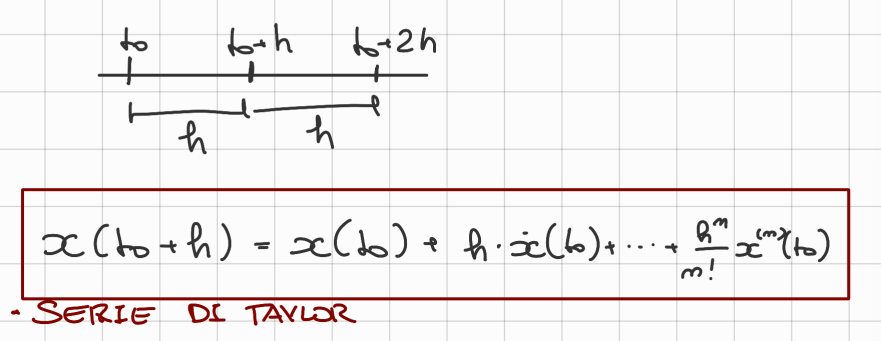 t₀ t₀+h t₀+2h
h h
x(t₀+h) = x(t₀) + h·ẋ(t₀)+ ··· + hⁿ/n! x⁽ⁿ⁾(t₀)
· SERIE DI TAYLOR